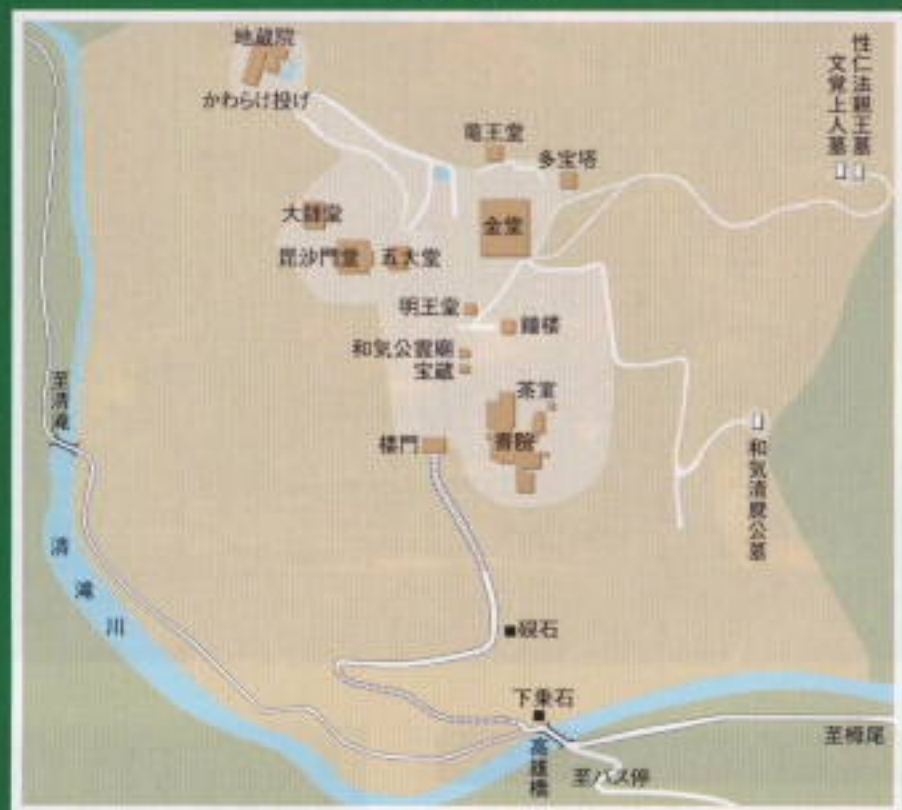 地蔵院
かわらけ投げ
性仁法親王墓
文覚上人墓
竜王堂
多宝塔
大師堂
金堂
毘沙門堂
五大堂
明王堂
鐘楼
和気公霊廟
宝蔵
茶室
書院
楼門
和気清麿公墓
至清滝
清滝川
硯石
下乗石
高雄橋
至栂尾
至バス停